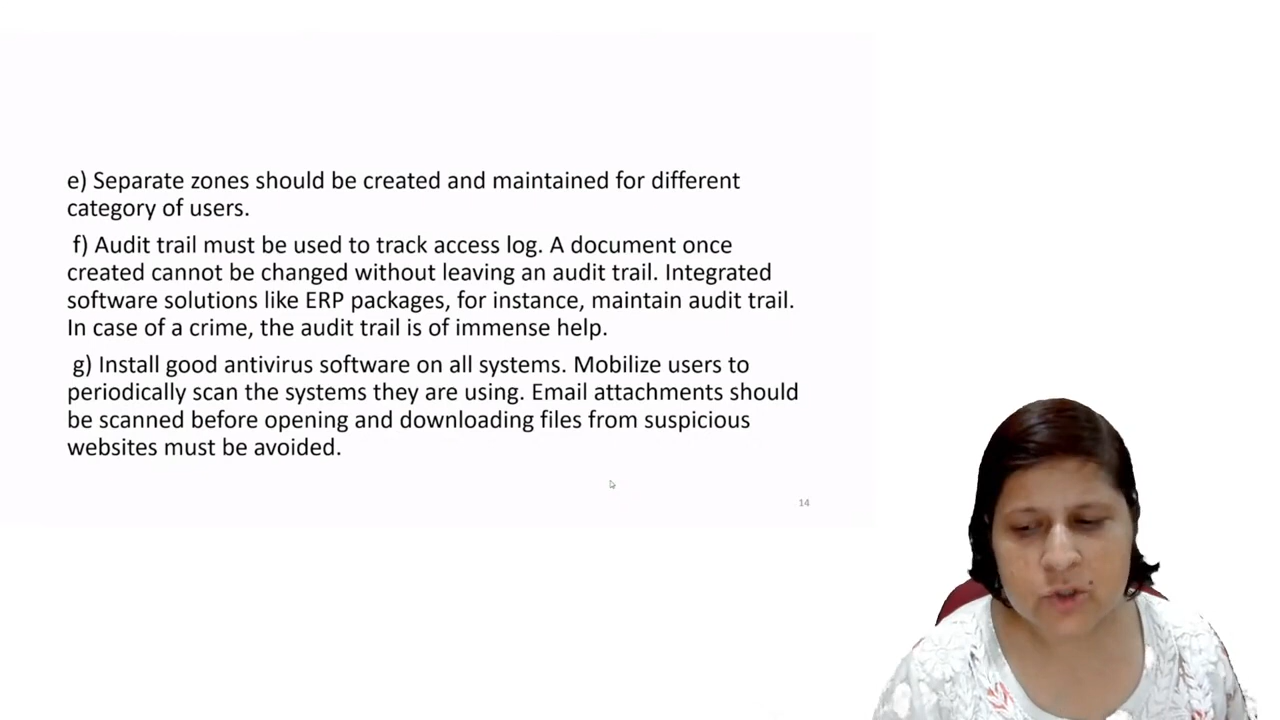 e) Separate zones should be created and maintained for different
category of users.
f) Audit trail must be used to track access log. A document once
created cannot be changed without leaving an audit trail. Integrated
software solutions like ERP packages, for instance, maintain audit trail.
In case of a crime, the audit trail is of immense help.
g) Install good antivirus software on all systems. Mobilize users to
periodically scan the systems they are using. Email attachments should
be scanned before opening and downloading files from suspicious
websites must be avoided.
14